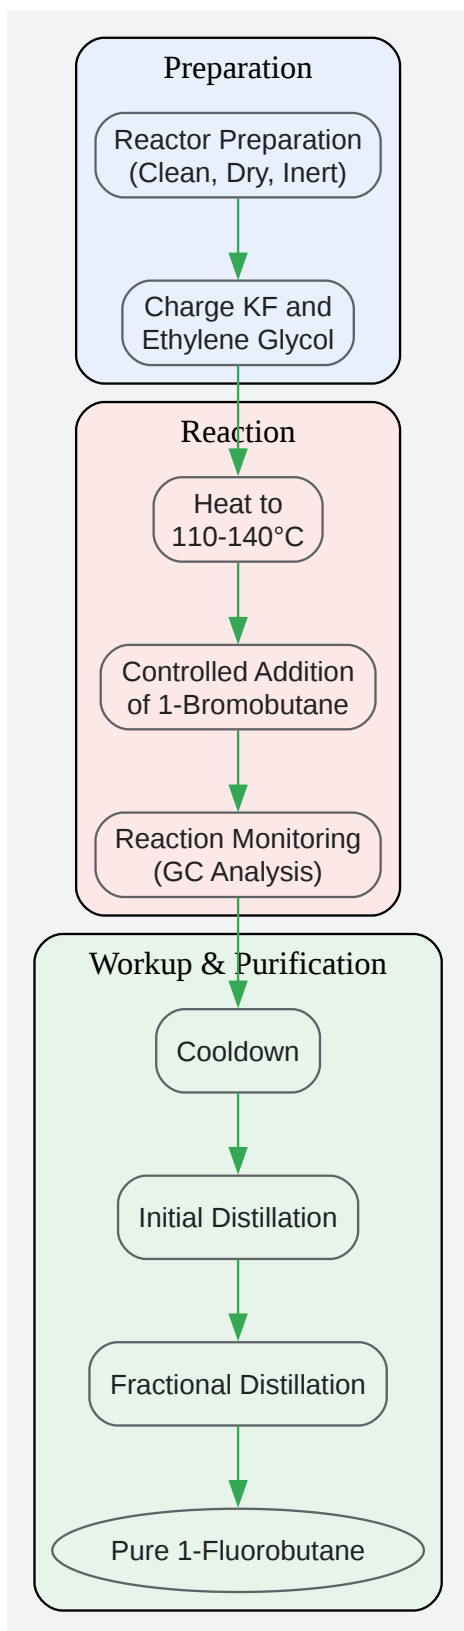 Preparation
Reactor Preparation
(Clean, Dry, Inert)
Charge KF and
Ethylene Glycol
Reaction
Heat to
110-140°C
Controlled Addition
of 1-Bromobutane
Reaction Monitoring
(GC Analysis)
Workup & Purification
Cooldown
Initial Distillation
Fractional Distillation
Pure 1-Fluorobutane